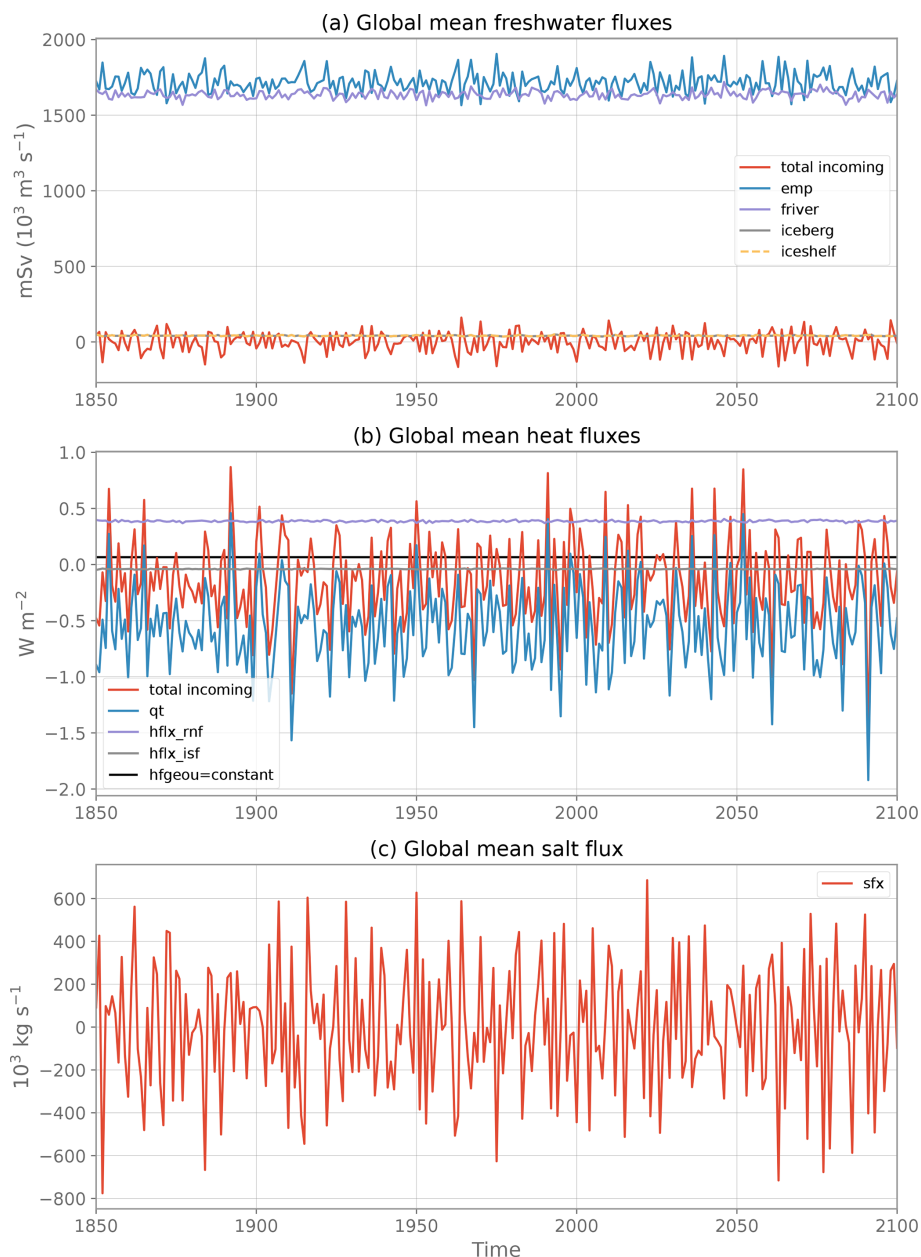 (a) Global mean freshwater fluxes
mSv (10³ m³ s⁻¹)
2000
1500
1000
500
0
total incoming
emp
friver
iceberg
iceshelf
1850 1900 1950 2000 2050 2100
(b) Global mean heat fluxes
W m⁻²
1.0
0.5
0.0
−0.5
−1.0
−1.5
−2.0
total incoming
qt
hflx_rnf
hflx_isf
hfgeou=constant
1850 1900 1950 2000 2050 2100
(c) Global mean salt flux
10³ kg s⁻¹
600
400
200
0
−200
−400
−600
−800
sfx
1850 1900 1950 2000 2050 2100
Time